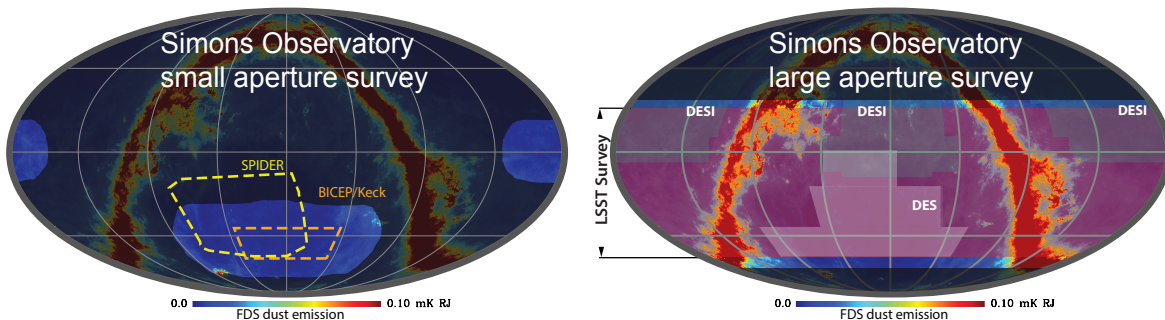 Simons Observatory
small aperture survey
SPIDER
BICEP/Keck
0.0
0.10 mK RJ
FDS dust emission
Simons Observatory
large aperture survey
DESI
DESI
DESI
LSST Survey
DES
0.0
0.10 mK RJ
FDS dust emission